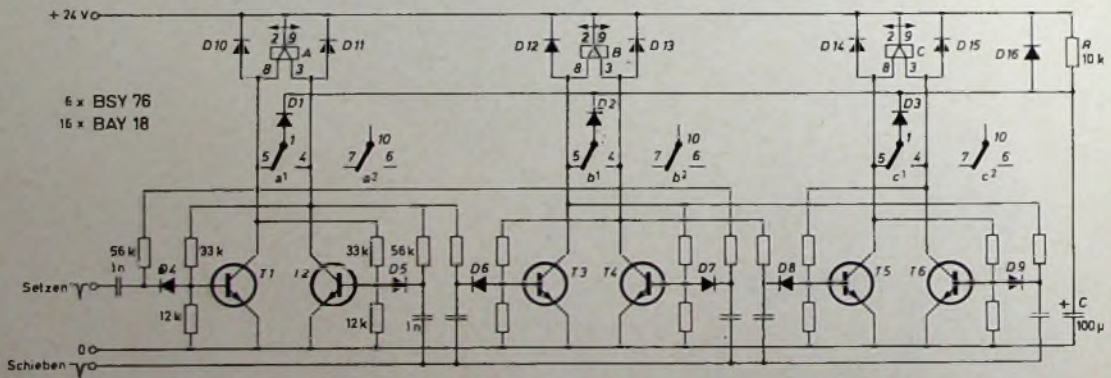 + 24 V
D10
2 9
A
8 3
D11
D12
2 9
B
8 3
D13
D14
2 9
C
8 3
D15
D16
R
10 k
6 x BSY 76
16 x BAY 18
D1
1
5 4
a¹
10
7 6
a²
D2
1
5 4
b¹
10
7 6
b²
D3
1
5 4
c¹
10
7 6
c²
56 k
33 k
33 k
56 k
1n
D4
T1
T2
D5
D6
T3
T4
D7
D8
T5
T6
D9
Setzen
12 k
12 k
1n
+
C
100 µ
0
Schieben